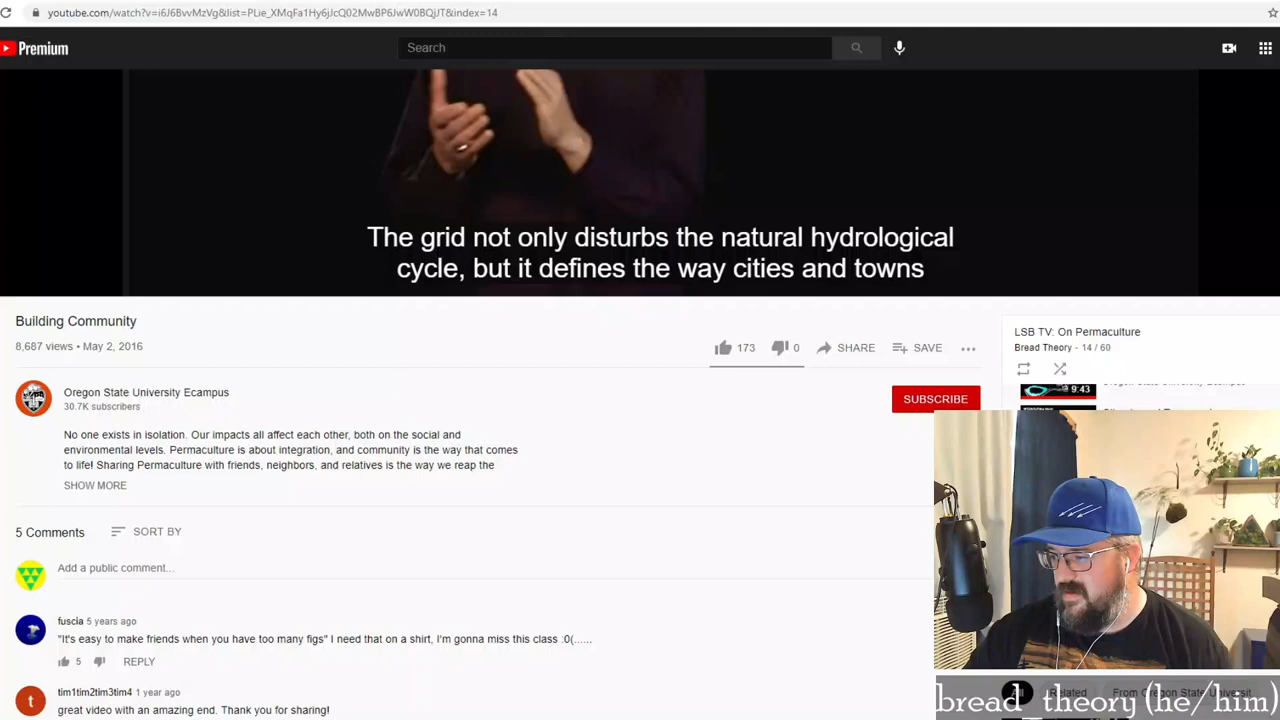 youtube.com/watch?v=i6J6BvvMzVg&list=PLie_XMqFa1Hy6jJcQ02MwBP6JwW0BQjJT&index=14
Premium
Search
The grid not only disturbs the natural hydrological
cycle, but it defines the way cities and towns
Building Community
8,687 views • May 2, 2016
173
0
SHARE
SAVE
Oregon State University Ecampus
30.7K subscribers
SUBSCRIBE
No one exists in isolation. Our impacts all affect each other, both on the social and
environmental levels. Permaculture is about integration, and community is the way that comes
to life! Sharing Permaculture with friends, neighbors, and relatives is the way we reap the
SHOW MORE
5 Comments
SORT BY
Add a public comment...
fuscia 5 years ago
"It's easy to make friends when you have too many figs" I need that on a shirt, I'm gonna miss this class :0(......
5
REPLY
t
tim1tim2tim3tim4 1 year ago
great video with an amazing end. Thank you for sharing!
LSB TV: On Permaculture
Bread Theory - 14 / 60
9:43
All
Related
From Oregon State Universit
bread_theory (he/him)